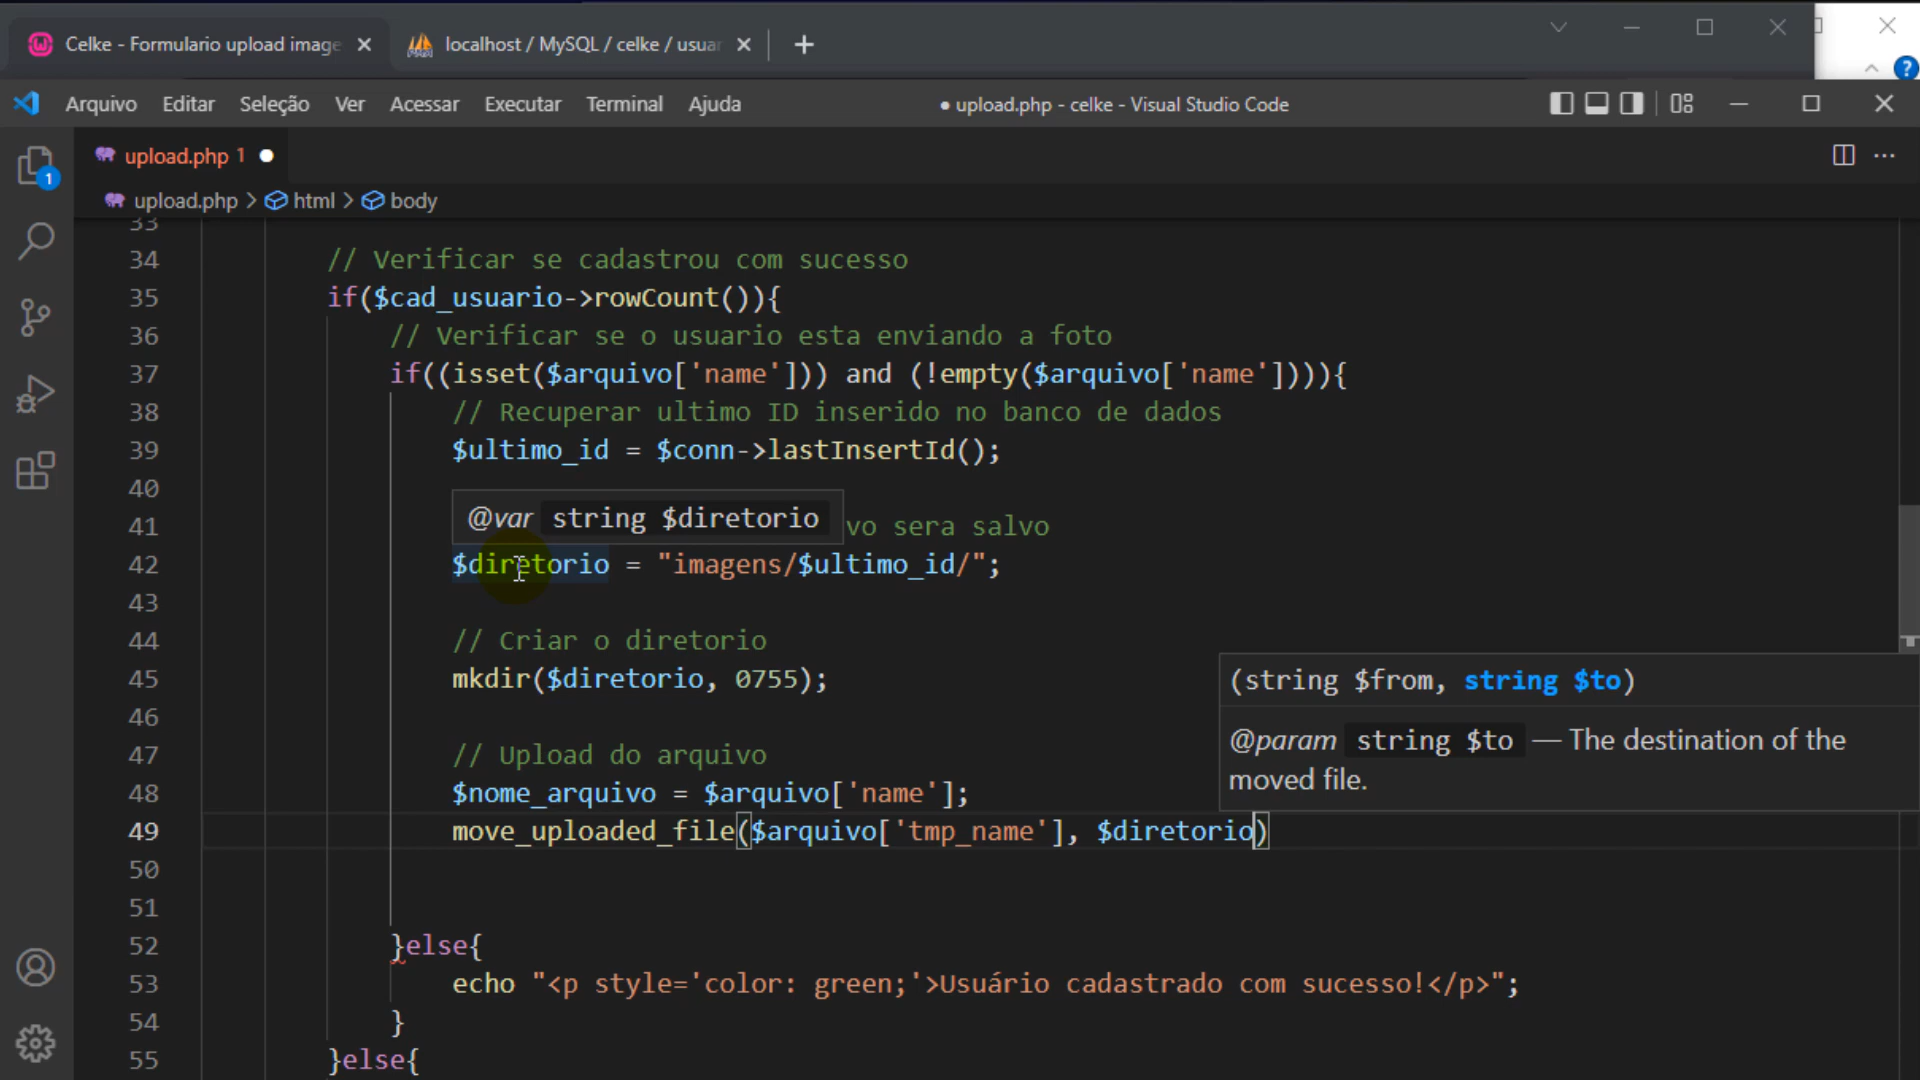 Celke - Formulario upload image
localhost / MySQL / celke / usuar
Arquivo Editar Seleção Ver Acessar Executar Terminal Ajuda
● upload.php - celke - Visual Studio Code
upload.php 1 ●
1
upload.php > html > body
33
34 // Verificar se cadastrou com sucesso
35 if($cad_usuario->rowCount()){
36 // Verificar se o usuario esta enviando a foto
37 if((isset($arquivo['name'])) and (!empty($arquivo['name']))){
38 // Recuperar ultimo ID inserido no banco de dados
39 $ultimo_id = $conn->lastInsertId();
40
@var string $diretorio
41 vo sera salvo
42 $diretorio = "imagens/$ultimo_id/";
43
44 // Criar o diretorio
45 mkdir($diretorio, 0755);
(string $from, string $to)
46
@param string $to — The destination of the
moved file.
47 // Upload do arquivo
48 $nome_arquivo = $arquivo['name'];
49 move_uploaded_file($arquivo['tmp_name'], $diretorio)
50
51
52 }else{
53 echo "<p style='color: green;'>Usuário cadastrado com sucesso!</p>";
54 }
55 }else{